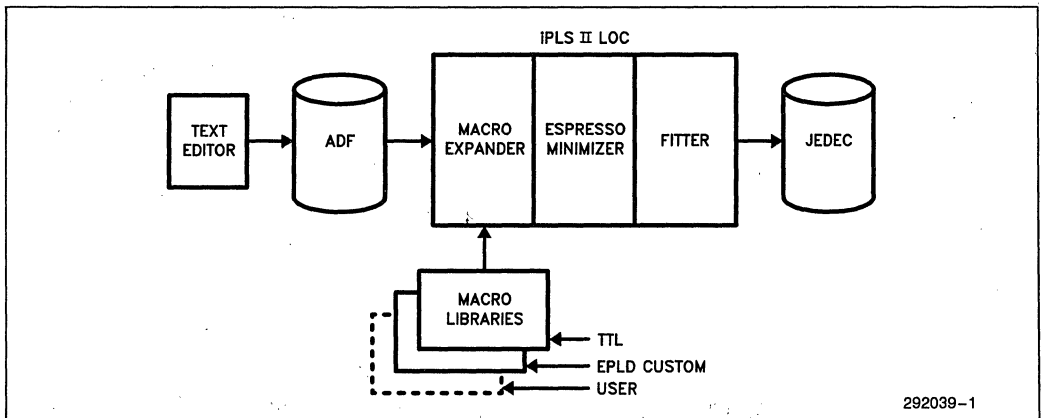 iPLS II LOC
TEXT
EDITOR
ADF
MACRO
EXPANDER
ESPRESSO
MINIMIZER
FITTER
JEDEC
MACRO
LIBRARIES
TTL
EPLD CUSTOM
USER
292039-1